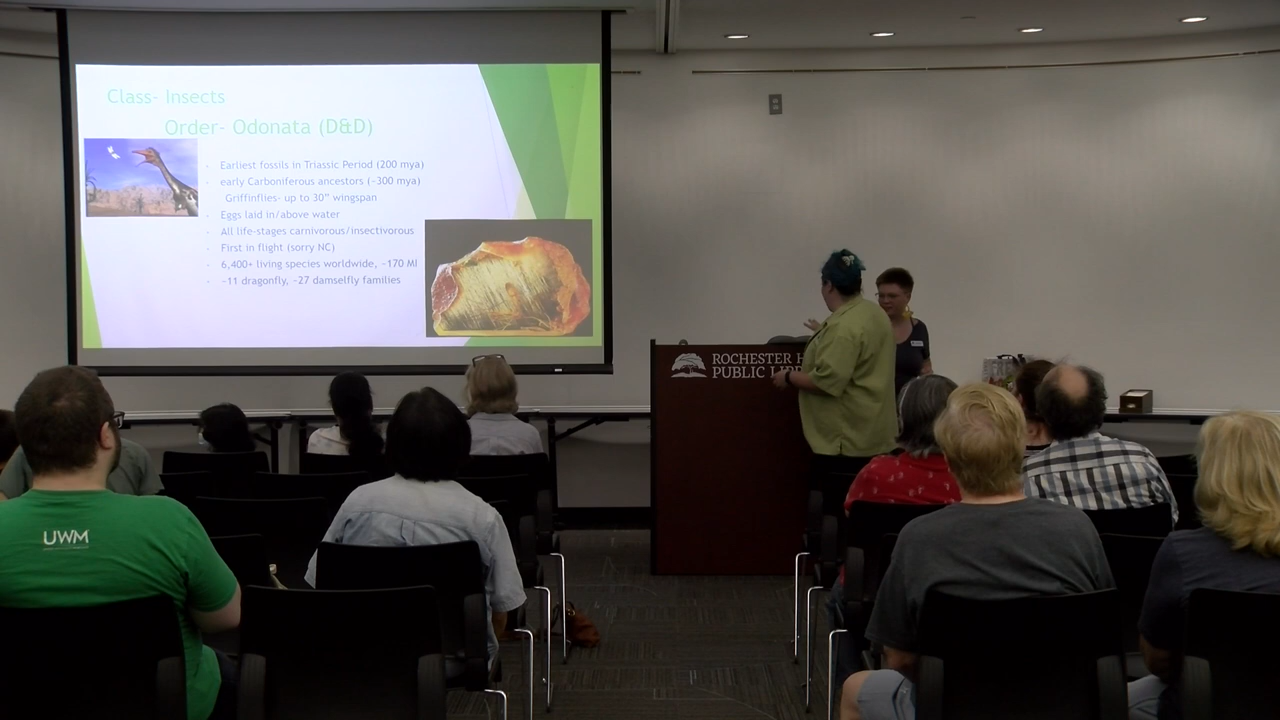 Class- Insects
Order- Odonata (D&D)
- Earliest fossils in Triassic Period (200 mya)
- early Carboniferous ancestors (~300 mya)
Griffinflies- up to 30" wingspan
- Eggs laid in/above water
- All life-stages carnivorous/insectivorous
- First in flight (sorry NC)
- 6,400+ living species worldwide, ~170 MI
- ~11 dragonfly, ~27 damselfly families
ROCHESTER H
PUBLIC LIB
UWM